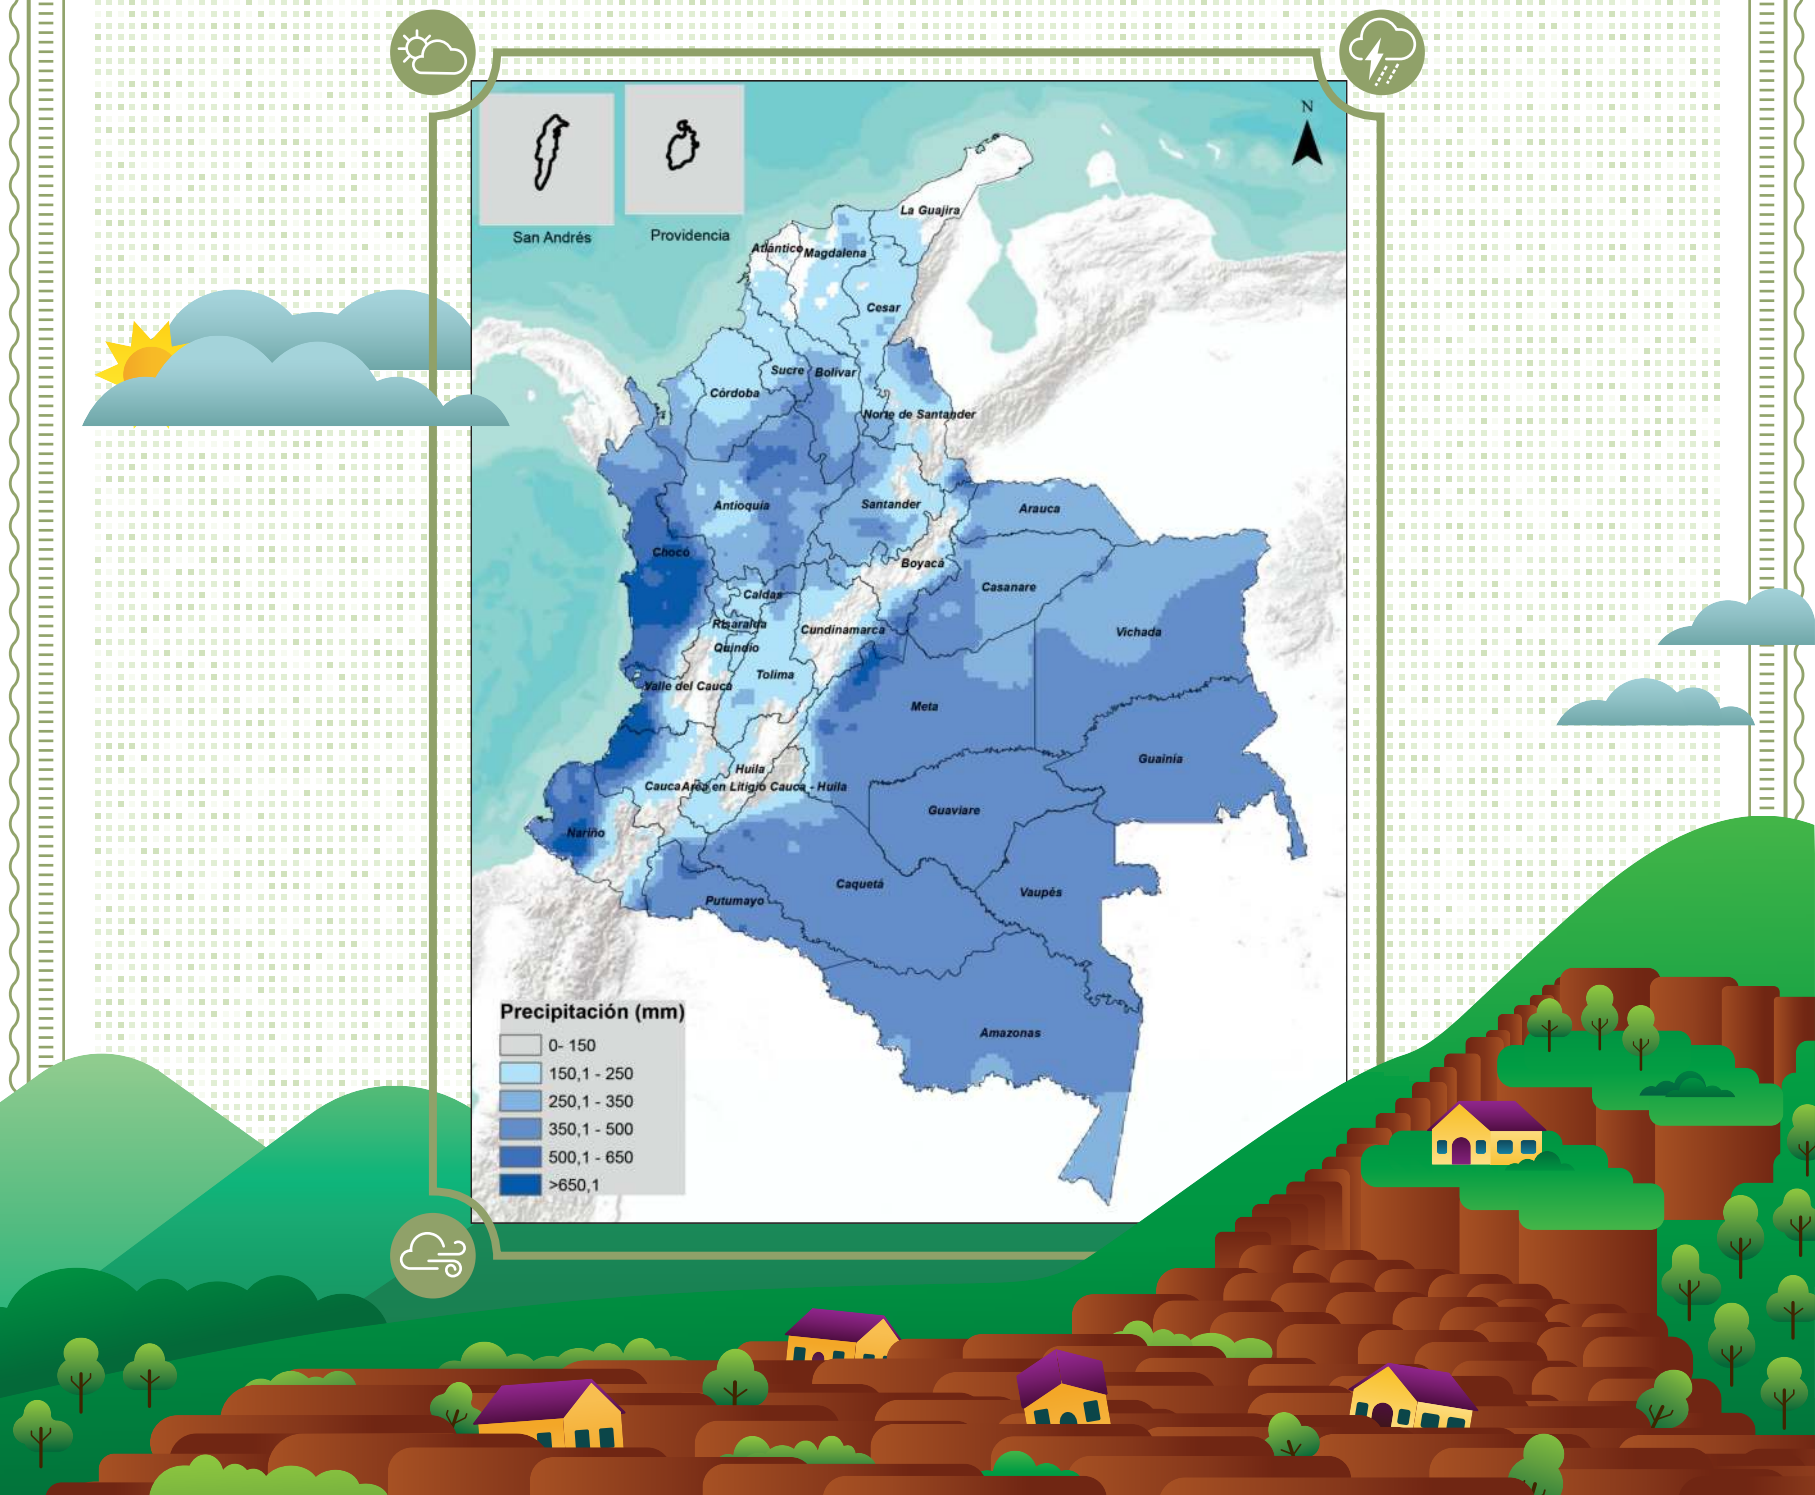 N
San Andrés
Providencia
La Guajira
Atlántico
Magdalena
Cesar
Sucre
Bolívar
Córdoba
Norte de Santander
Antioquia
Santander
Arauca
Chocó
Boyacá
Casanare
Caldas
Risaralda
Cundinamarca
Vichada
Quindío
Tolima
Valle del Cauca
Meta
Guainía
Huila
Cauca
Area en Litigio Cauca - Huila
Guaviare
Nariño
Caquetá
Vaupés
Putumayo
Amazonas
Precipitación (mm)
0- 150
150,1 - 250
250,1 - 350
350,1 - 500
500,1 - 650
>650,1